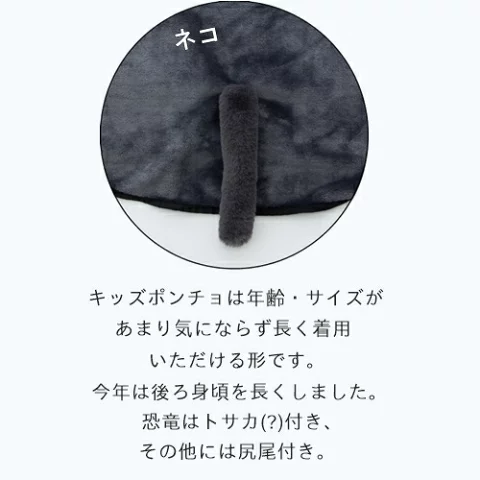 ネコ
キッズポンチョは年齢・サイズが
あまり気にならず長く着用
いただける形です。
今年は後ろ身頃を長くしました。
恐竜はトサカ(?)付き、
その他には尻尾付き。